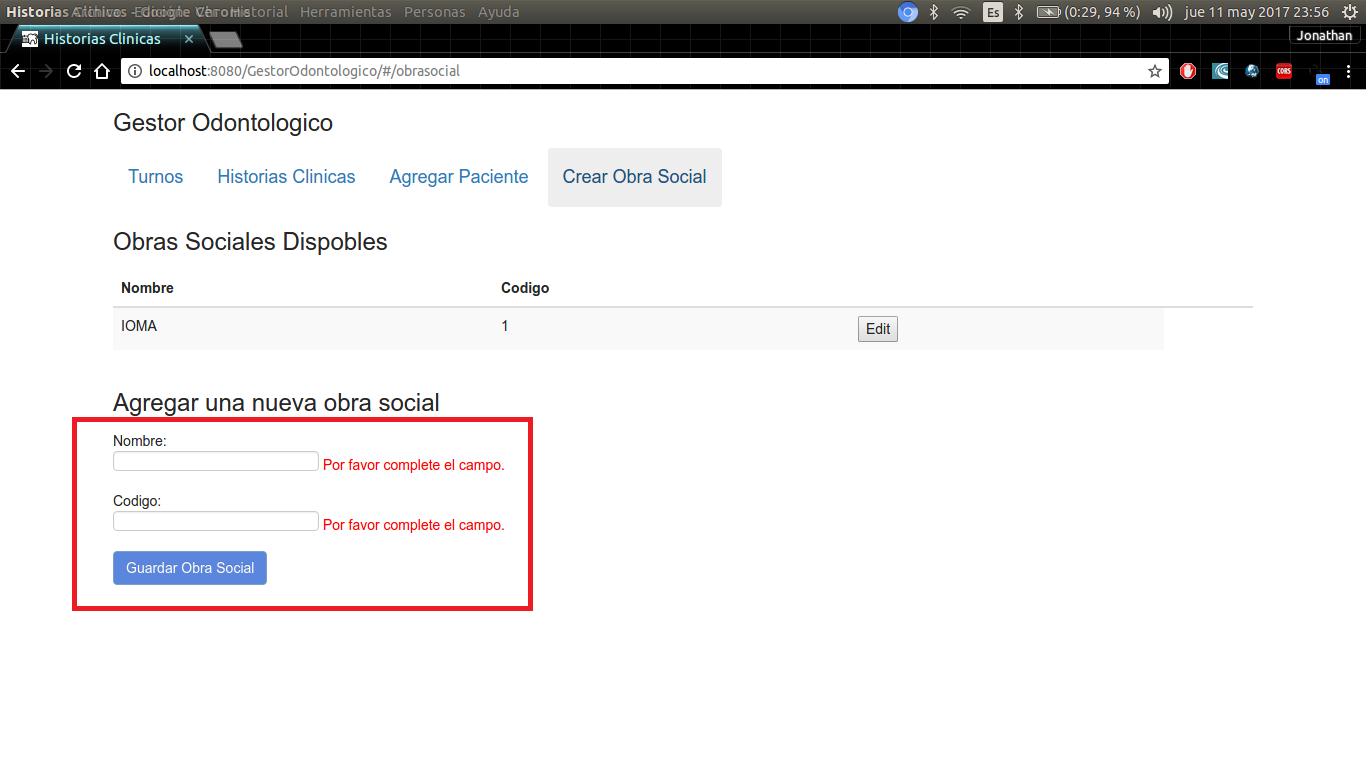 Historias Clinicas - Google Chrome Archivo Edición Ver Historial Herramientas Personas Ayuda Es (0:29, 94 %) jue 11 may 2017 23:56
Historias Clinicas × Jonathan
localhost:8080/GestorOdontologico/#/obrasocial CORS on
Gestor Odontologico
Turnos Historias Clinicas Agregar Paciente Crear Obra Social
Obras Sociales Dispobles
Nombre Codigo
IOMA 1 Edit
Agregar una nueva obra social
Nombre:
Por favor complete el campo.
Codigo:
Por favor complete el campo.
Guardar Obra Social